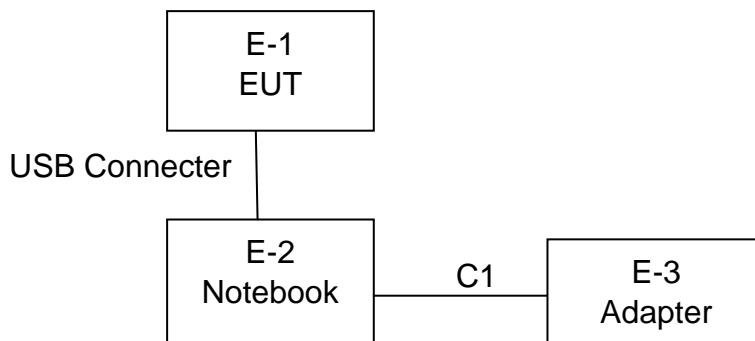 E-1
EUT
USB Connecter
E-2
Notebook
C1
E-3
Adapter